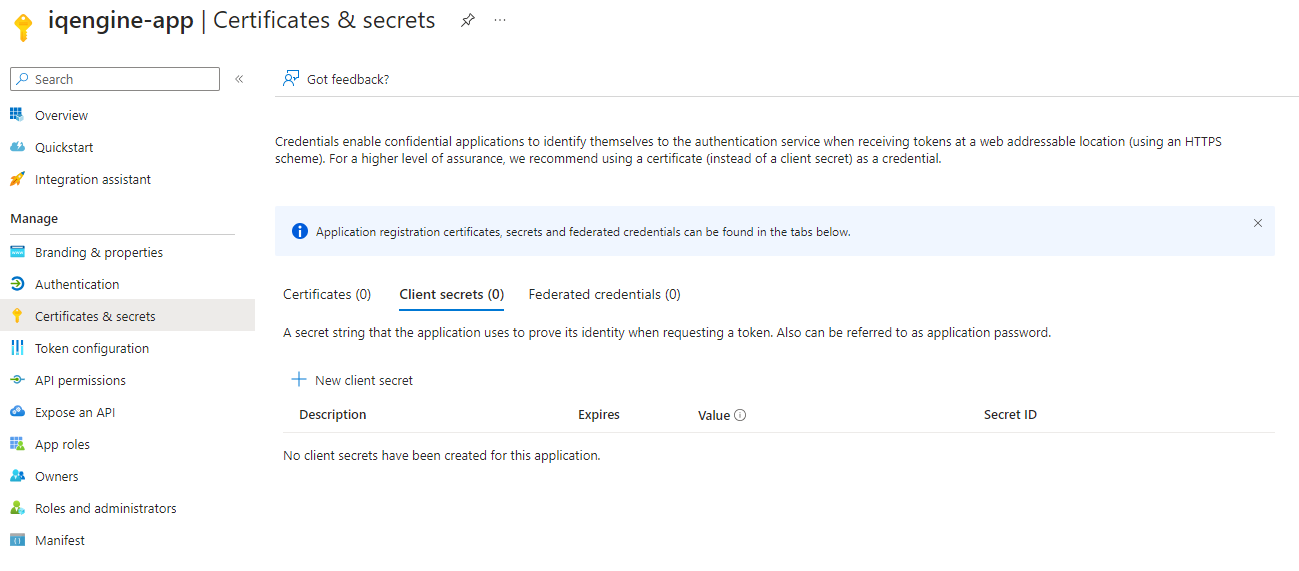 iqengine-app | Certificates & secrets
Search
Got feedback?
Overview
Quickstart
Integration assistant
Manage
Branding & properties
Authentication
Certificates & secrets
Token configuration
API permissions
Expose an API
App roles
Owners
Roles and administrators
Manifest
Credentials enable confidential applications to identify themselves to the authentication service when receiving tokens at a web addressable location (using an HTTPS
scheme). For a higher level of assurance, we recommend using a certificate (instead of a client secret) as a credential.
Application registration certificates, secrets and federated credentials can be found in the tabs below.
Certificates (0) Client secrets (0) Federated credentials (0)
A secret string that the application uses to prove its identity when requesting a token. Also can be referred to as application password.
New client secret
Description Expires Value Secret ID
No client secrets have been created for this application.